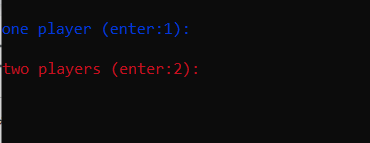 one player (enter:1):
two players (enter:2):